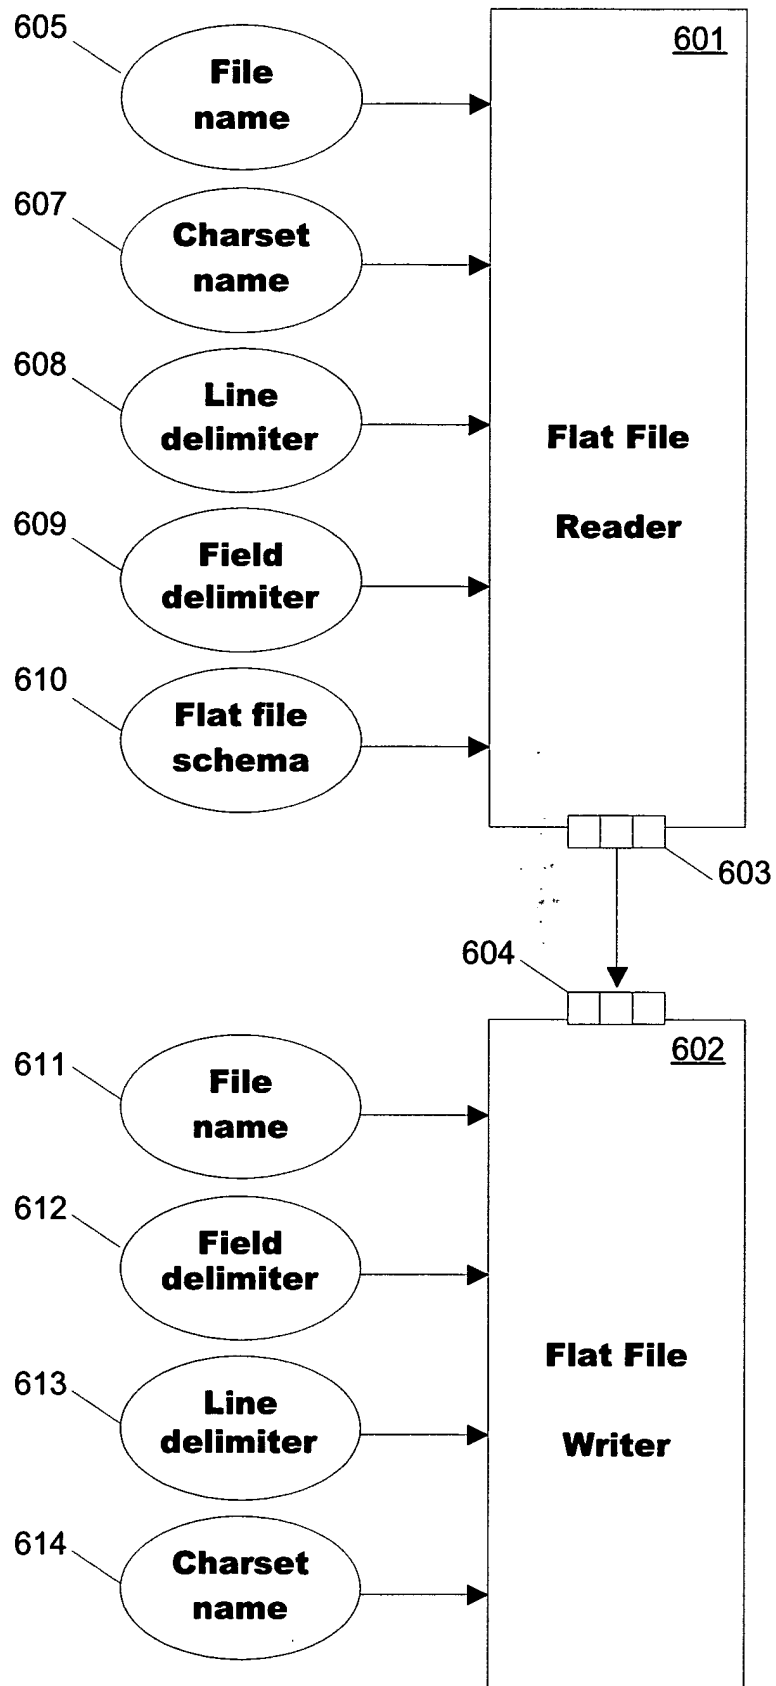 605
601
File
name
607
Charset
name
608
Line
delimiter
Flat File
Reader
609
Field
delimiter
610
Flat file
schema
603
604
602
611
File
name
612
Field
delimiter
Flat File
Writer
613
Line
delimiter
614
Charset
name